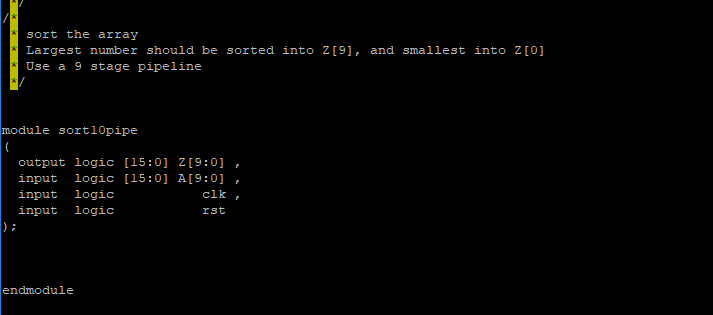 */
/*
* sort the array
* Largest number should be sorted into Z[9], and smallest into Z[0]
* Use a 9 stage pipeline
*/
module sort10pipe
(
output logic [15:0] Z[9:0] ,
input logic [15:0] A[9:0] ,
input logic clk ,
input logic rst
);
endmodule